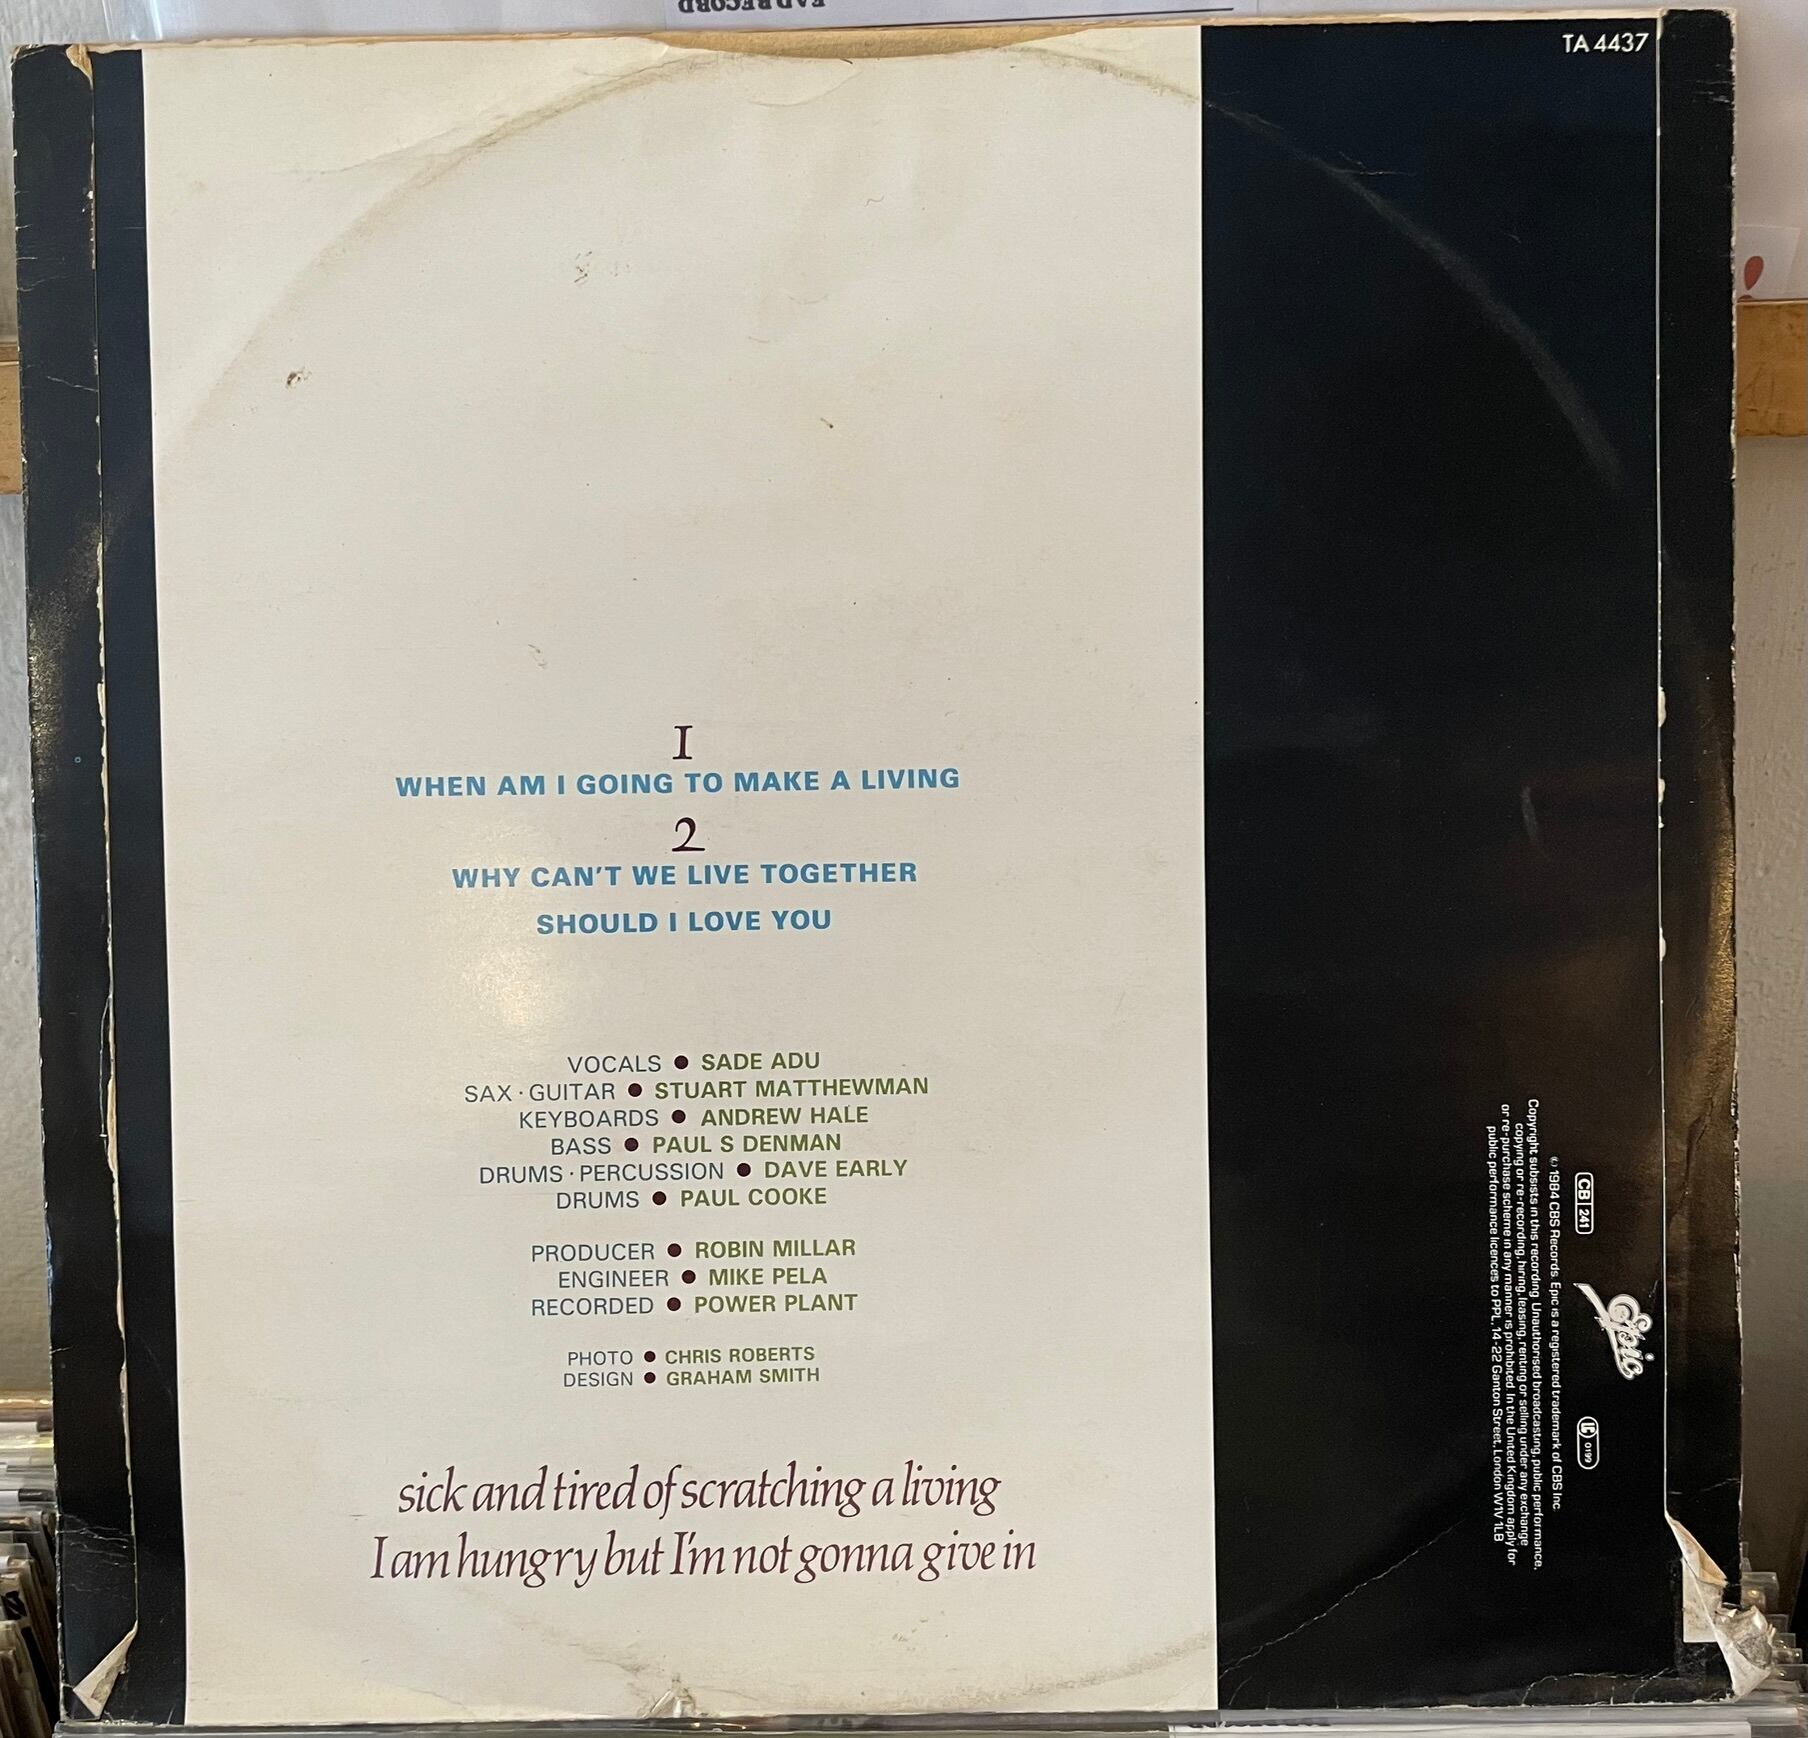 TA 4437
I
WHEN AM I GOING TO MAKE A LIVING
2
WHY CAN'T WE LIVE TOGETHER
SHOULD I LOVE YOU
VOCALS ● SADE ADU
SAX · GUITAR ● STUART MATTHEWMAN
KEYBOARDS ● ANDREW HALE
BASS ● PAUL S DENMAN
DRUMS · PERCUSSION ● DAVE EARLY
DRUMS ● PAUL COOKE
PRODUCER ● ROBIN MILLAR
ENGINEER ● MIKE PELA
RECORDED ● POWER PLANT
PHOTO ● CHRIS ROBERTS
DESIGN ● GRAHAM SMITH
sick and tired of scratching a living
I am hungry but I'm not gonna give in
CB 241
Epic
LC 0199
© 1984 CBS Records. Epic is a registered trademark of CBS Inc.
Copyright subsists in this recording. Unauthorised broadcasting, public performance,
copying or re-recording, hiring, leasing, renting or selling under any exchange
or re-purchase scheme in any manner is prohibited. In the United Kingdom apply for
public performance licences to PPL, 14-22 Ganton Street, London W1V 1LB